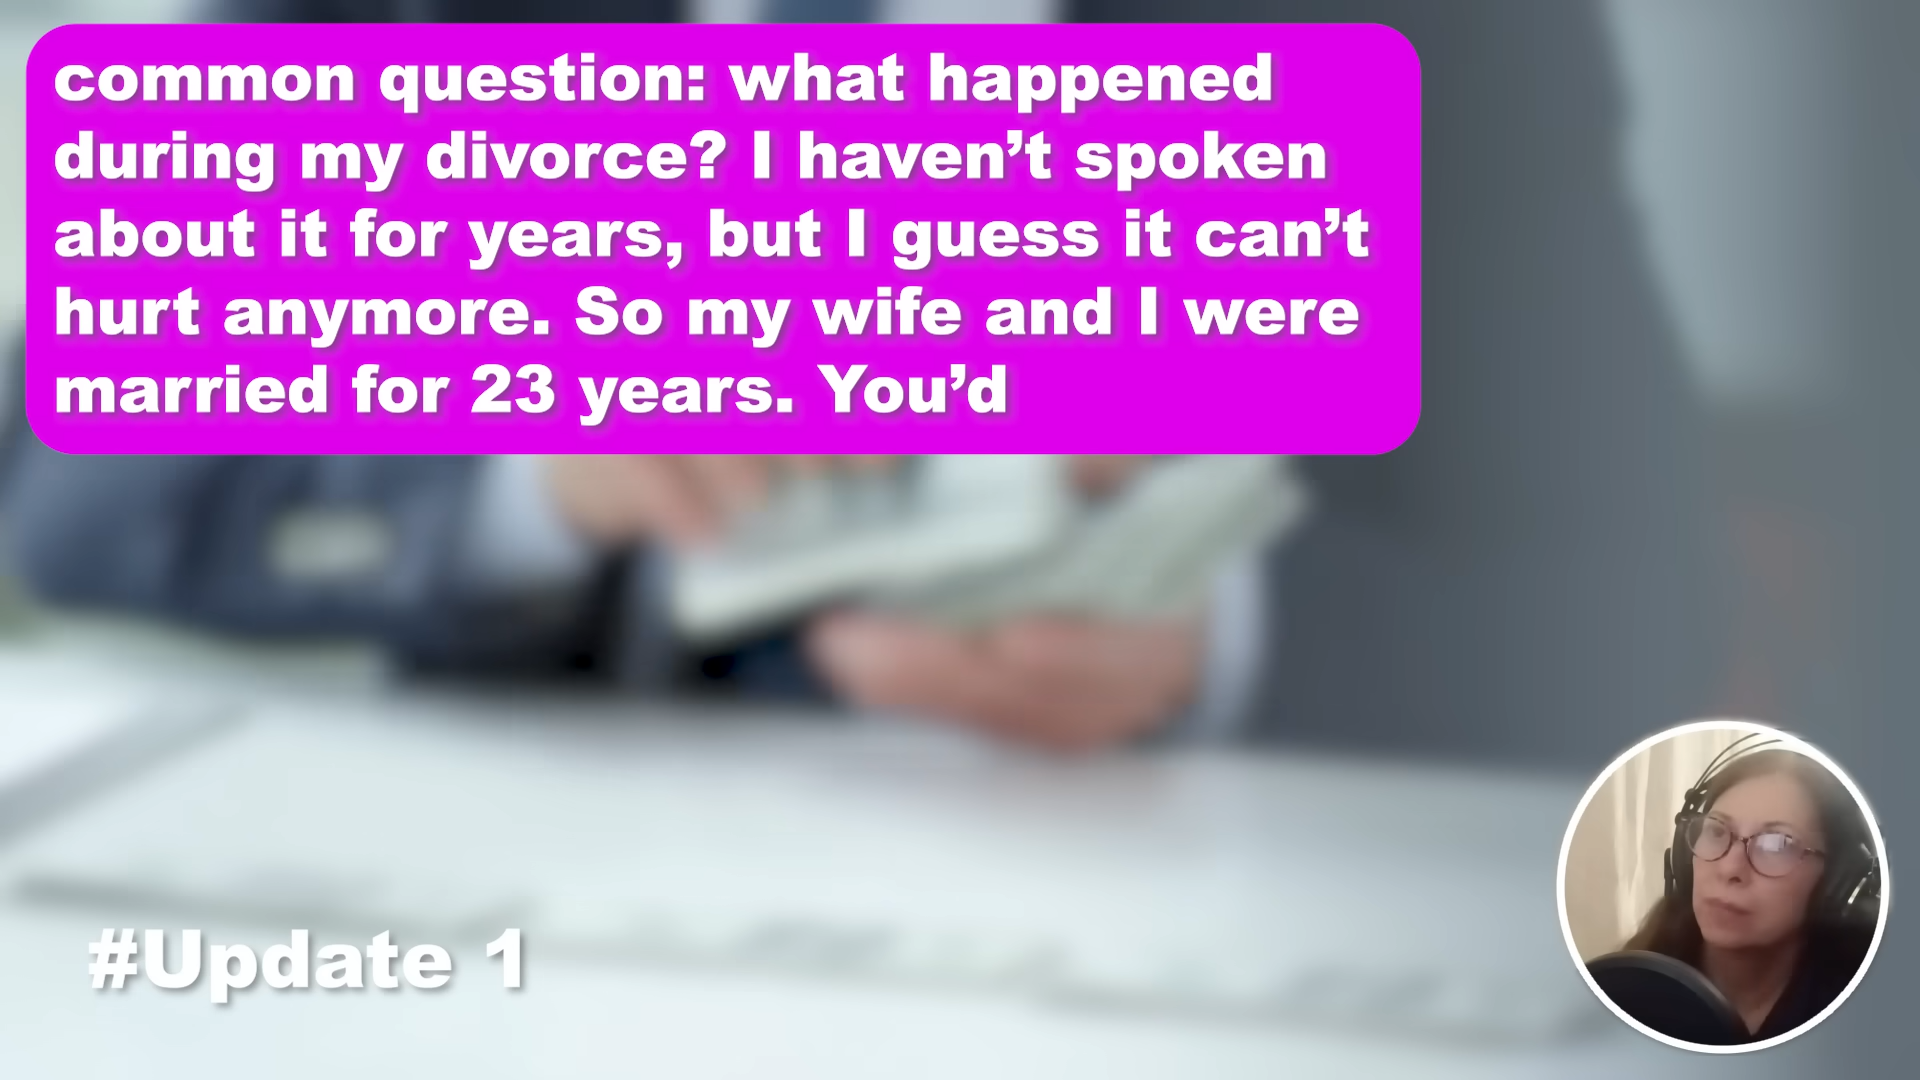 common question: what happened
during my divorce? I haven’t spoken
about it for years, but I guess it can’t
hurt anymore. So my wife and I were
married for 23 years. You’d
#Update 1